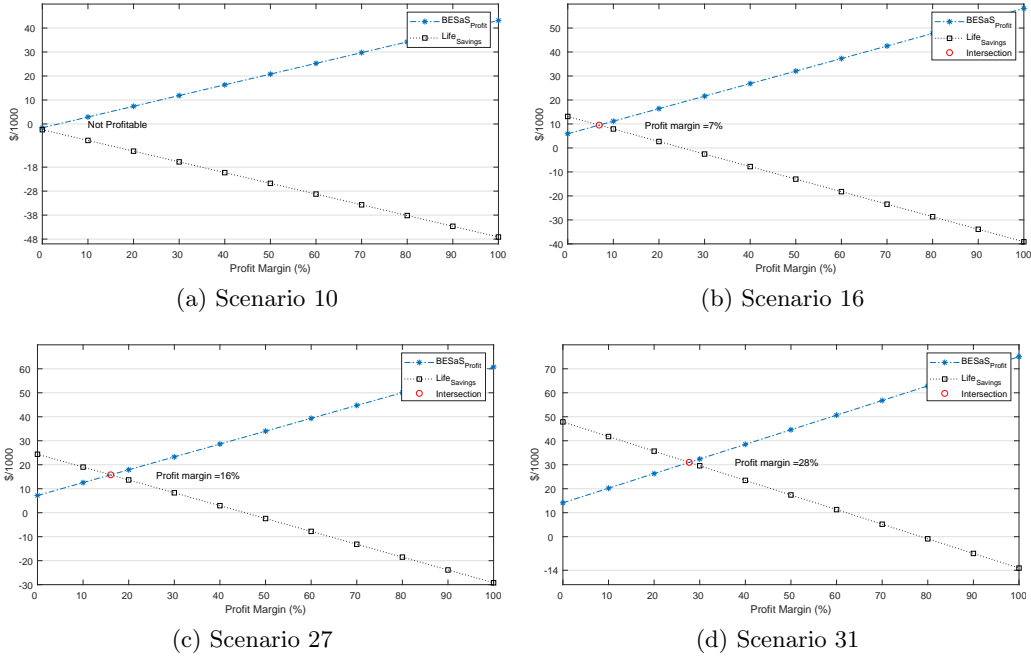 40
30
20
10
0
-18
-28
-38
-48
$/1000
Not Profitable
BESaS_Profit
Life_Savings
0 10 20 30 40 50 60 70 80 90 100
Profit Margin (%)
(a) Scenario 10
50
40
30
20
10
0
-10
-20
-30
-40
$/1000
Profit margin =7%
BESaS_Profit
Life_Savings
Intersection
0 10 20 30 40 50 60 70 80 90 100
Profit Margin (%)
(b) Scenario 16
60
50
40
30
20
10
0
-10
-20
-30
$/1000
Profit margin =16%
BESaS_Profit
Life_Savings
Intersection
0 10 20 30 40 50 60 70 80 90 100
Profit Margin (%)
(c) Scenario 27
70
60
50
40
30
20
10
0
-14
$/1000
Profit margin =28%
BESaS_Profit
Life_Savings
Intersection
0 10 20 30 40 50 60 70 80 90 100
Profit Margin (%)
(d) Scenario 31